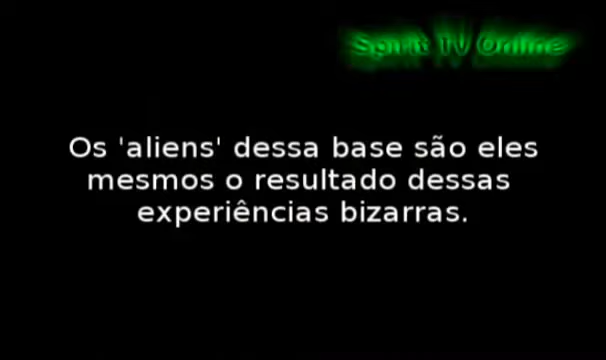 Spirit TV Online
Os 'aliens' dessa base são eles
mesmos o resultado dessas
experiências bizarras.